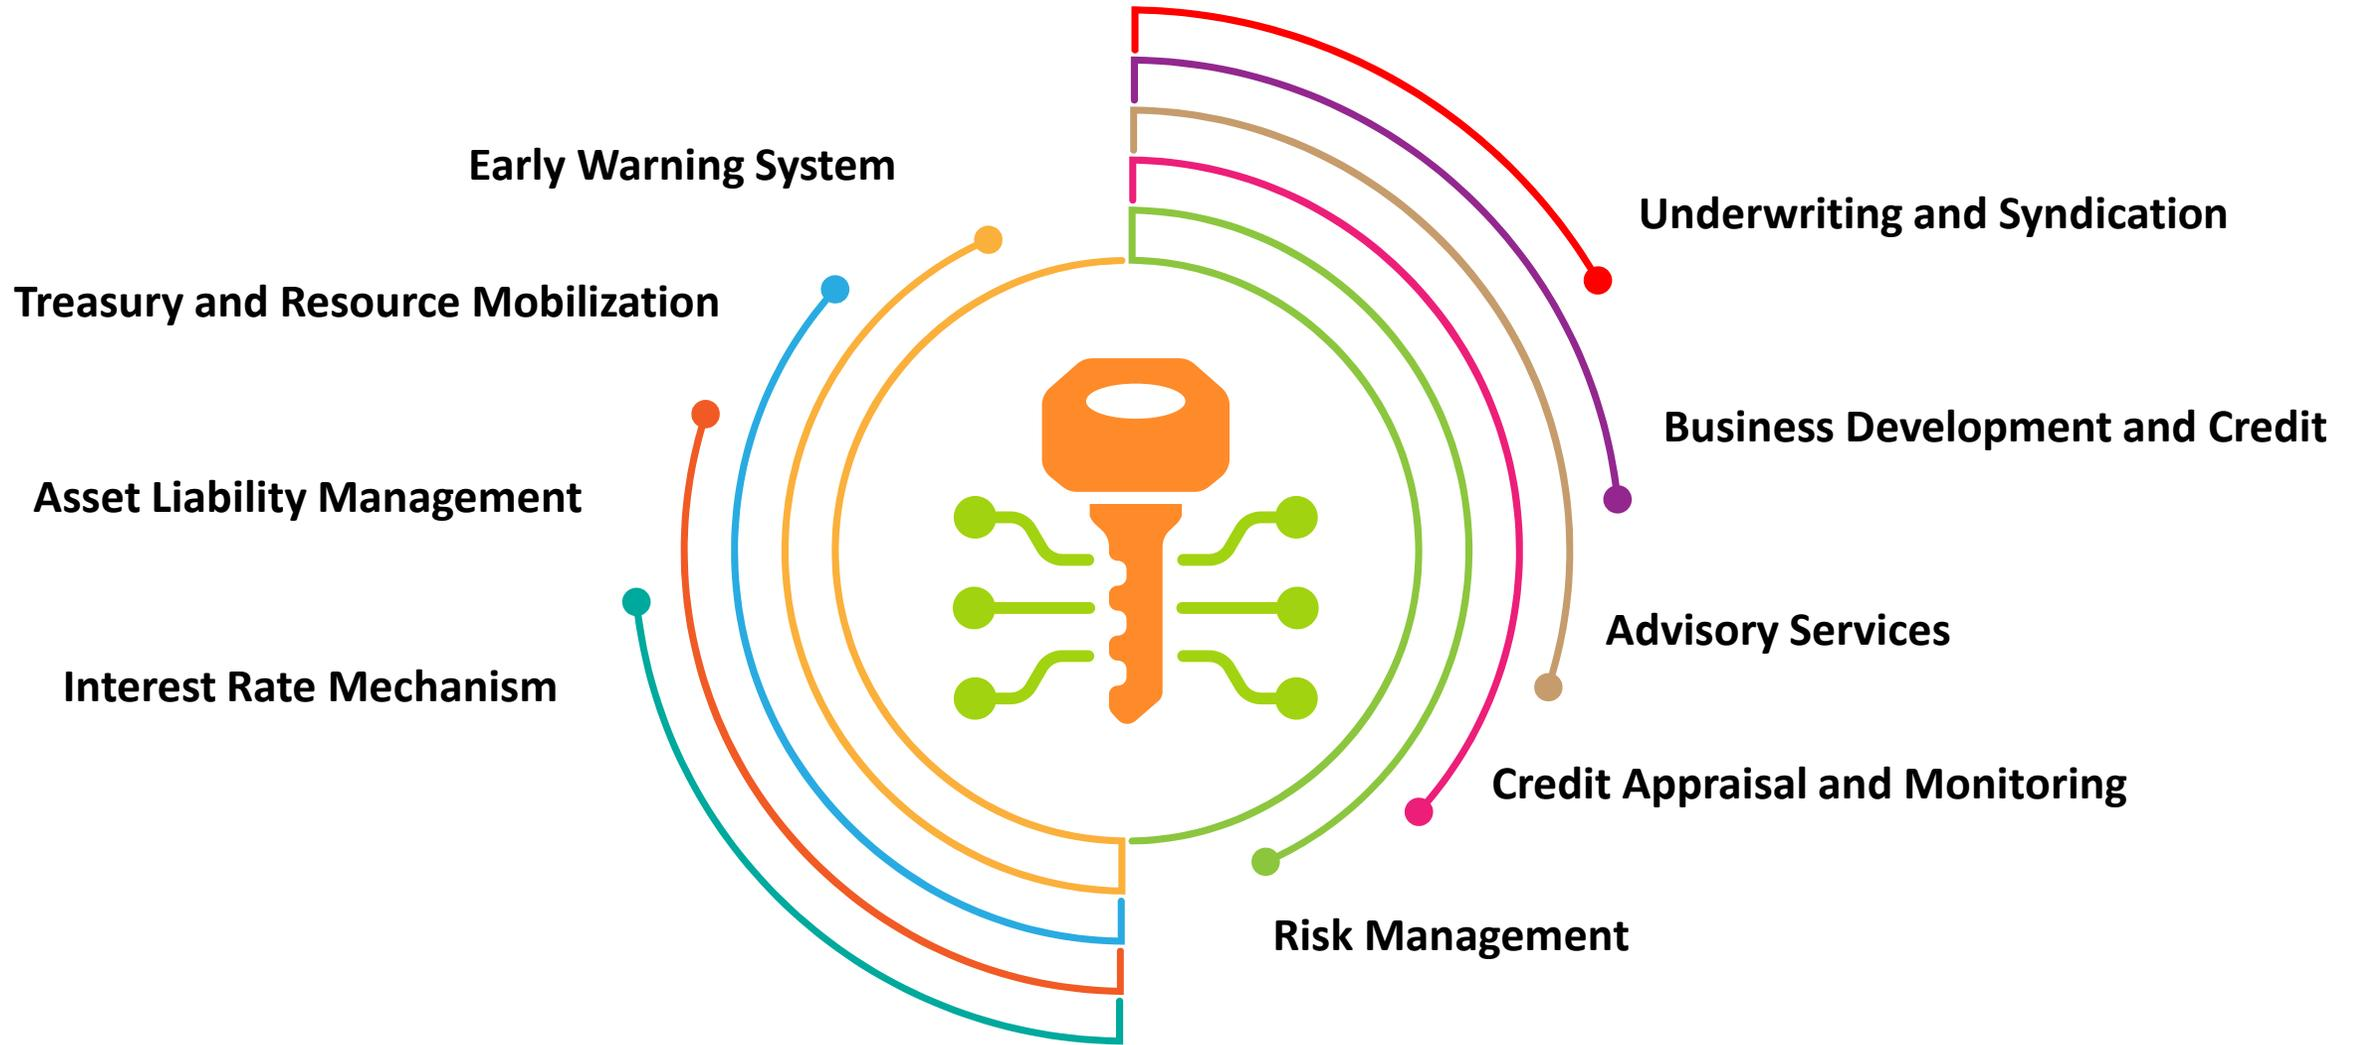 Early Warning System
Treasury and Resource Mobilization
Asset Liability Management
Interest Rate Mechanism
Underwriting and Syndication
Business Development and Credit
Advisory Services
Credit Appraisal and Monitoring
Risk Management